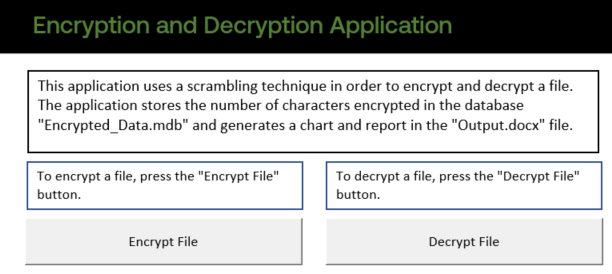 Encryption and Decryption Application
This application uses a scrambling technique in order to encrypt and decrypt a file.
The application stores the number of characters encrypted in the database
"Encrypted_Data.mdb" and generates a chart and report in the "Output.docx" file.
To encrypt a file, press the "Encrypt File"
button.
To decrypt a file, press the "Decrypt File"
button.
Encrypt File
Decrypt File